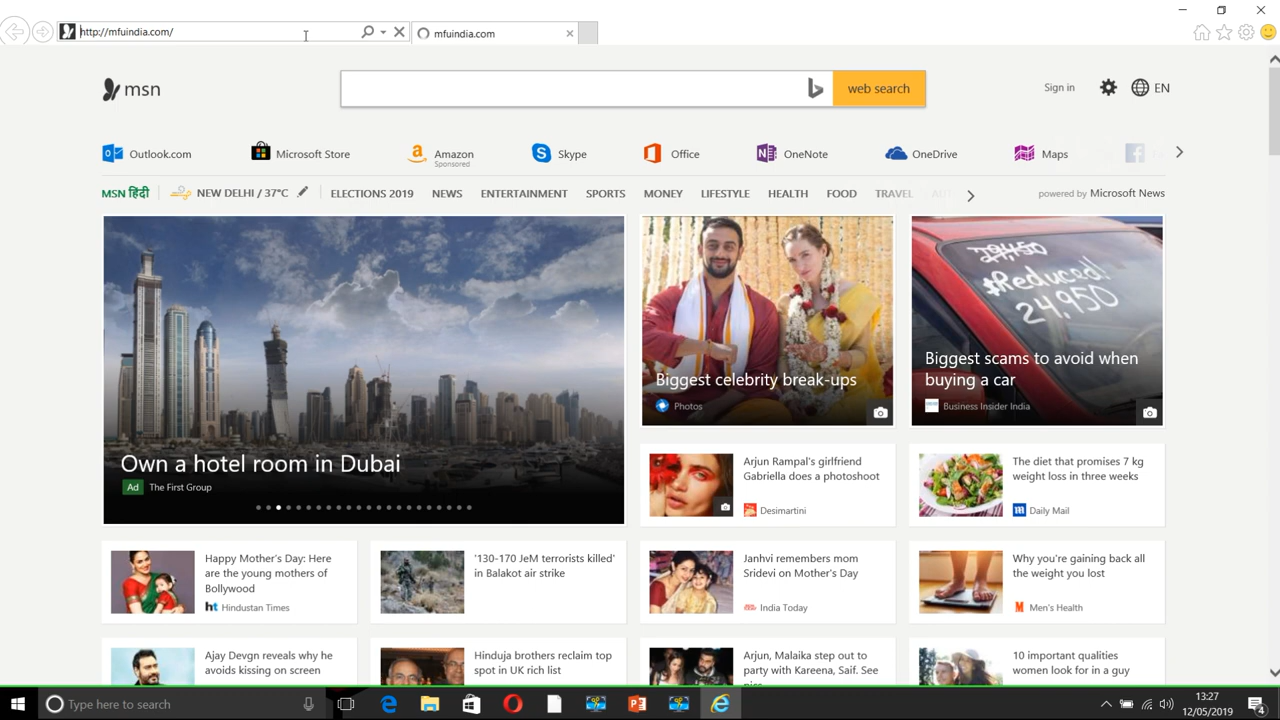 http://mfuindia.com/
mfuindia.com
msn
web search
Sign in
EN
Outlook.com
Microsoft Store
Amazon
Sponsored
Skype
Office
OneNote
OneDrive
Maps
MSN हिंदी
NEW DELHI / 37°C
ELECTIONS 2019
NEWS
ENTERTAINMENT
SPORTS
MONEY
LIFESTYLE
HEALTH
FOOD
TRAVEL
powered by Microsoft News
Own a hotel room in Dubai
Ad The First Group
Biggest celebrity break-ups
Photos
29,450
#Reduced!
24,950
Biggest scams to avoid when
buying a car
Business Insider India
Arjun Rampal's girlfriend
Gabriella does a photoshoot
Desimartini
The diet that promises 7 kg
weight loss in three weeks
Daily Mail
Happy Mother's Day: Here
are the young mothers of
Bollywood
ht Hindustan Times
'130-170 JeM terrorists killed'
in Balakot air strike
Janhvi remembers mom
Sridevi on Mother's Day
India Today
Why you're gaining back all
the weight you lost
M Men's Health
Ajay Devgn reveals why he
avoids kissing on screen
Hinduja brothers reclaim top
spot in UK rich list
Arjun, Malaika step out to
party with Kareena, Saif. See
10 important qualities
women look for in a guy
Type here to search
13:27
12/05/2019
4